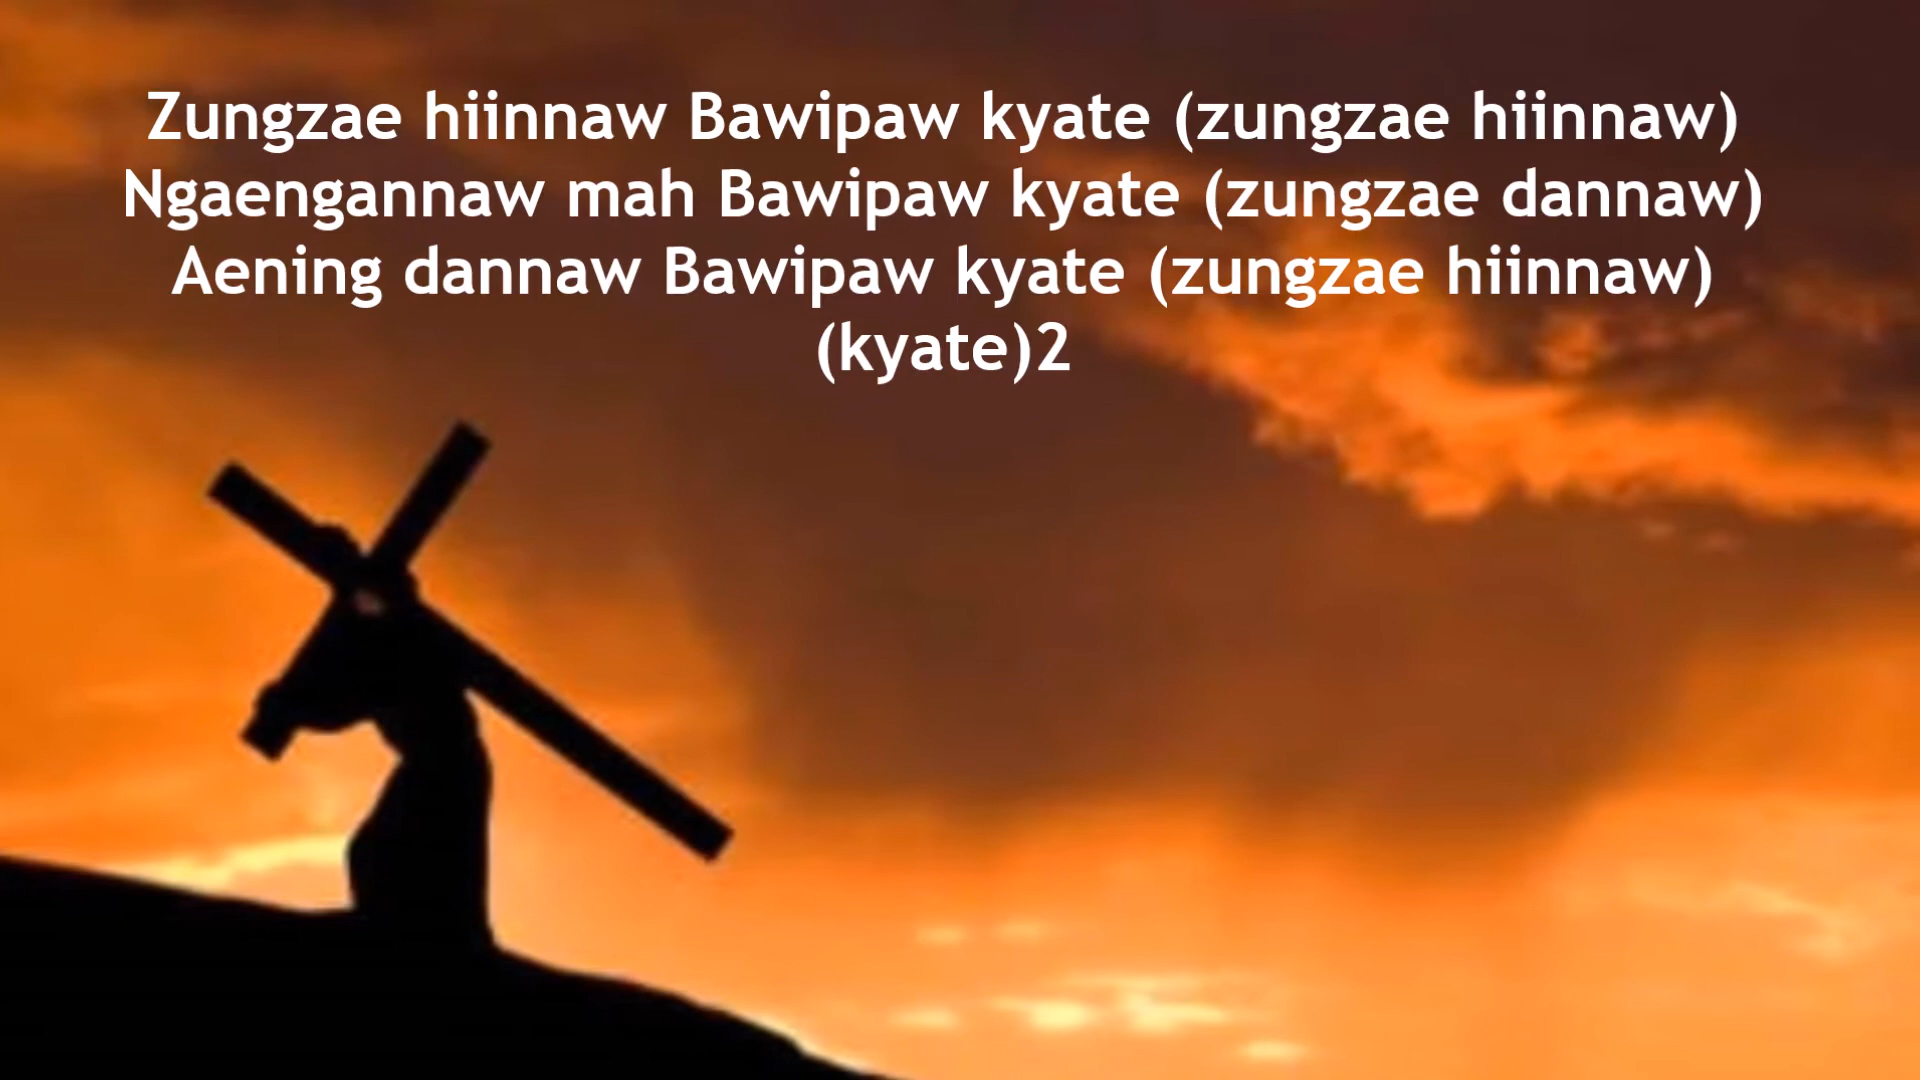 Zungzae hiinnaw Bawipaw kyate (zungzae hiinnaw)
Ngaengannaw mah Bawipaw kyate (zungzae dannaw)
Aening dannaw Bawipaw kyate (zungzae hiinnaw)
(kyate)2